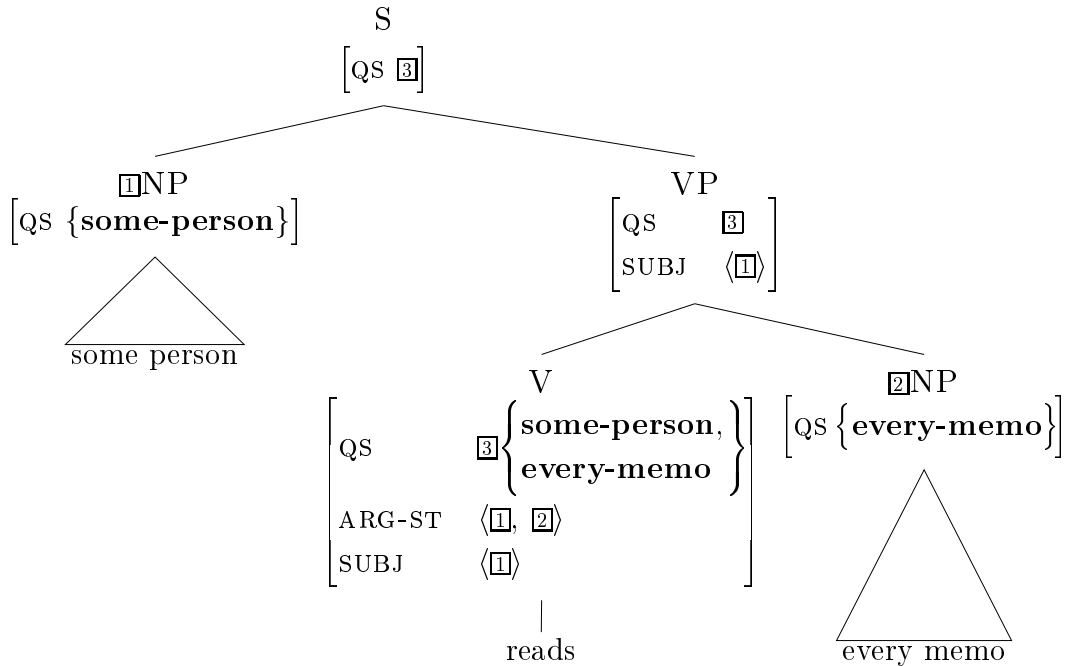 S
[QS 3]
1NP
[QS {some-person}]
some person
VP
[QS 3
SUBJ ⟨1⟩]
V
[QS 3{some-person,
every-memo}
ARG-ST ⟨1, 2⟩
SUBJ ⟨1⟩]
reads
2NP
[QS {every-memo}]
every memo